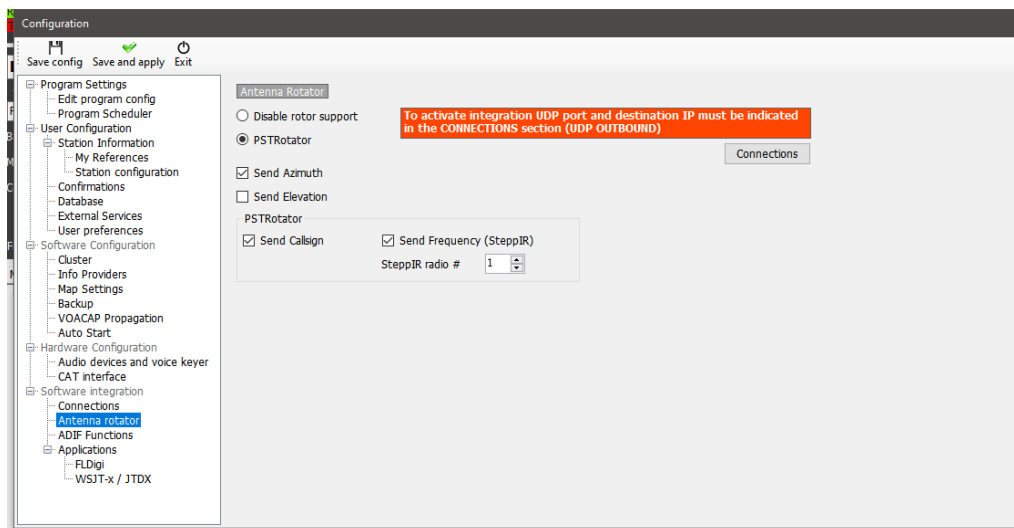 Configuration
Save config Save and apply Exit
Program Settings
Edit program config
Program Scheduler
User Configuration
Station Information
My References
Station configuration
Confirmations
Database
External Services
User preferences
Software Configuration
Cluster
Info Providers
Map Settings
Backup
VOACAP Propagation
Auto Start
Hardware Configuration
Audio devices and voice keyer
CAT interface
Software integration
Connections
Antenna rotator
ADIF Functions
Applications
FLDigi
WSJT-x / JTDX
Antenna Rotator
Disable rotor support
PSTRotator
To activate integration UDP port and destination IP must be indicated
in the CONNECTIONS section (UDP OUTBOUND)
Connections
Send Azimuth
Send Elevation
PSTRotator
Send Callsign
Send Frequency (SteppIR)
SteppIR radio # 1